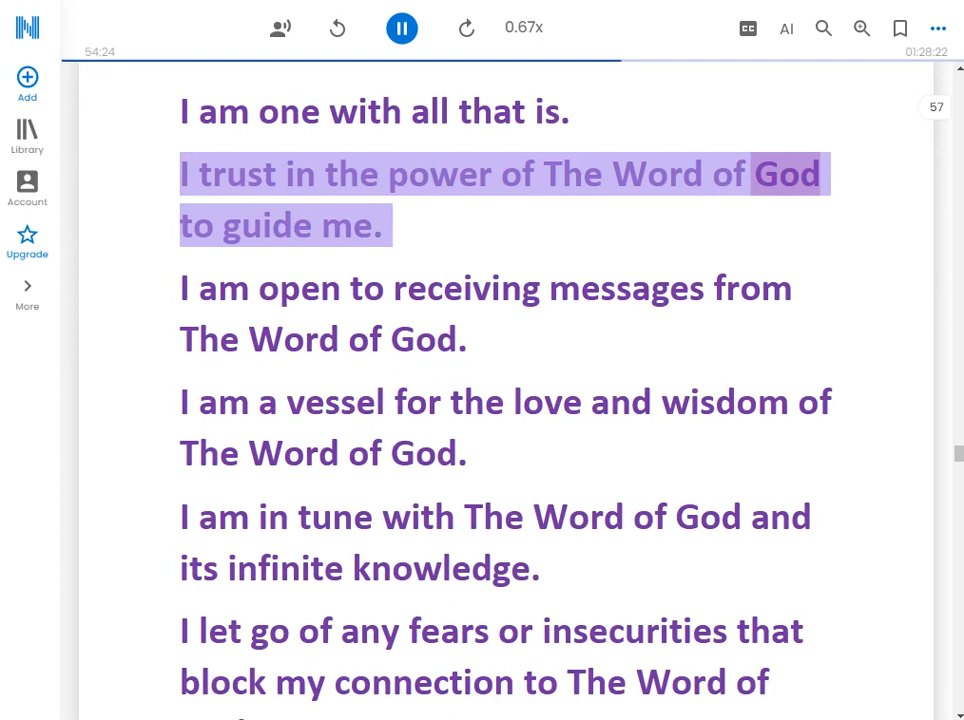 0.67x
CC
AI
54:24
01:28:22
Add
Library
Account
Upgrade
More
57
I am one with all that is.
I trust in the power of The Word of God
to guide me.
I am open to receiving messages from
The Word of God.
I am a vessel for the love and wisdom of
The Word of God.
I am in tune with The Word of God and
its infinite knowledge.
I let go of any fears or insecurities that
block my connection to The Word of